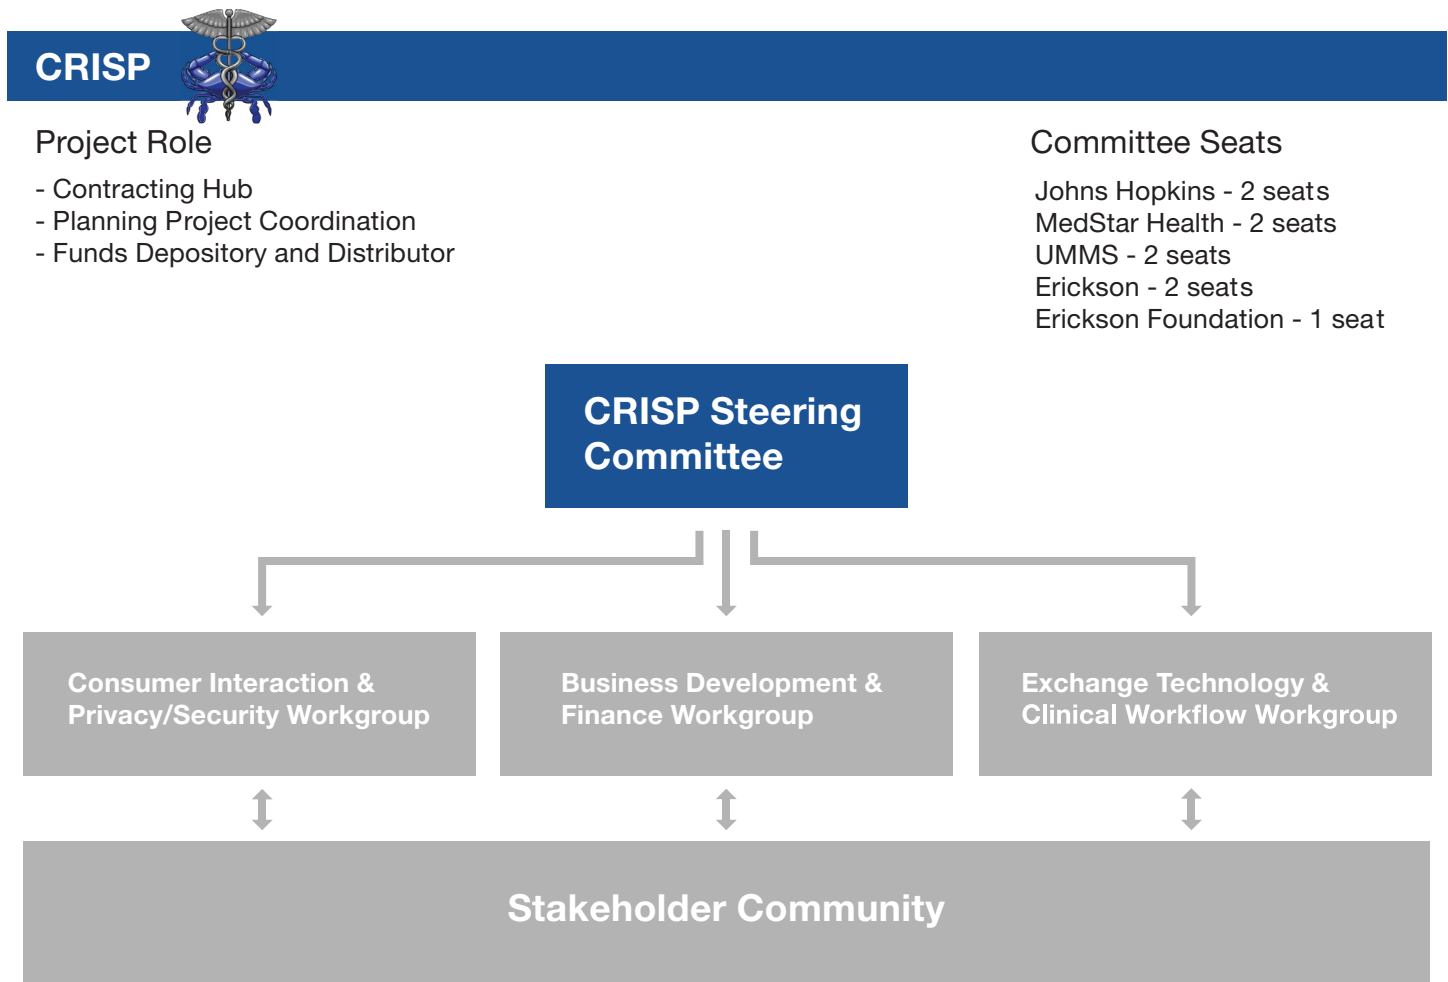 CRISP
Project Role
- Contracting Hub
- Planning Project Coordination
- Funds Depository and Distributor
Committee Seats
Johns Hopkins - 2 seats
MedStar Health - 2 seats
UMMS - 2 seats
Erickson - 2 seats
Erickson Foundation - 1 seat
CRISP Steering
Committee
Consumer Interaction &
Privacy/Security Workgroup
Business Development &
Finance Workgroup
Exchange Technology &
Clinical Workflow Workgroup
Stakeholder Community